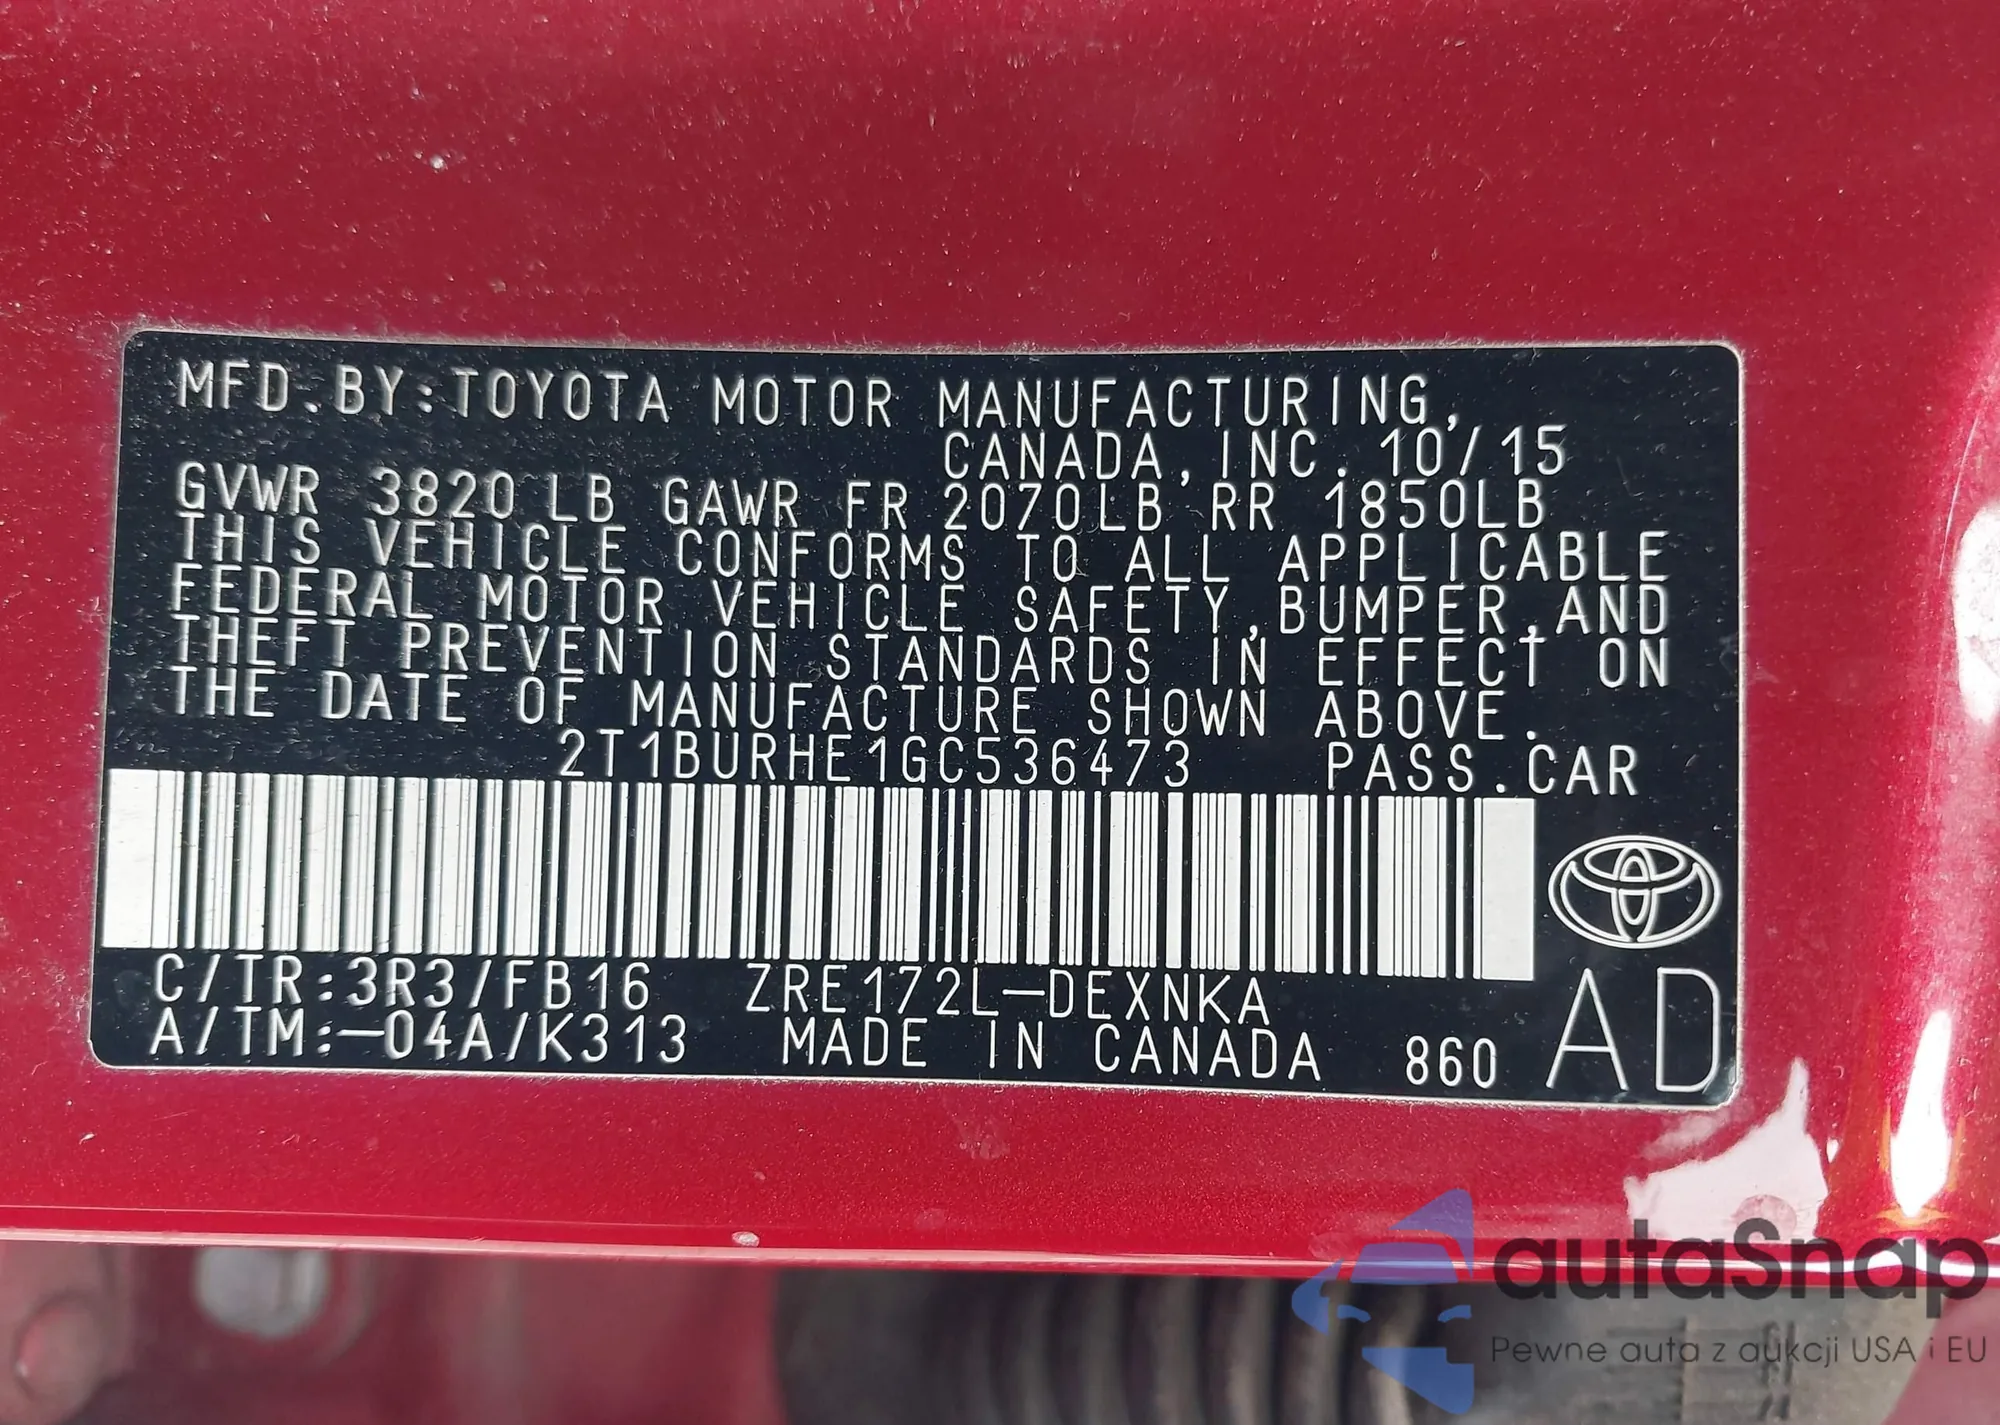 MFD.BY:TOYOTA MOTOR MANUFACTURING,
CANADA,INC. 10/15
GVWR 3820LB GAWR FR 2070LB RR 1850LB
THIS VEHICLE CONFORMS TO ALL APPLICABLE
FEDERAL MOTOR VEHICLE SAFETY,BUMPER,AND
THEFT PREVENTION STANDARDS IN EFFECT ON
THE DATE OF MANUFACTURE SHOWN ABOVE.
2T1BURHE1GC536473 PASS.CAR
C/TR:3R3/FB16 ZRE172L-DEXNKA
A/TM:-04A/K313 MADE IN CANADA 860 AD
autaSnap
Pewne auta z aukcji USA i EU